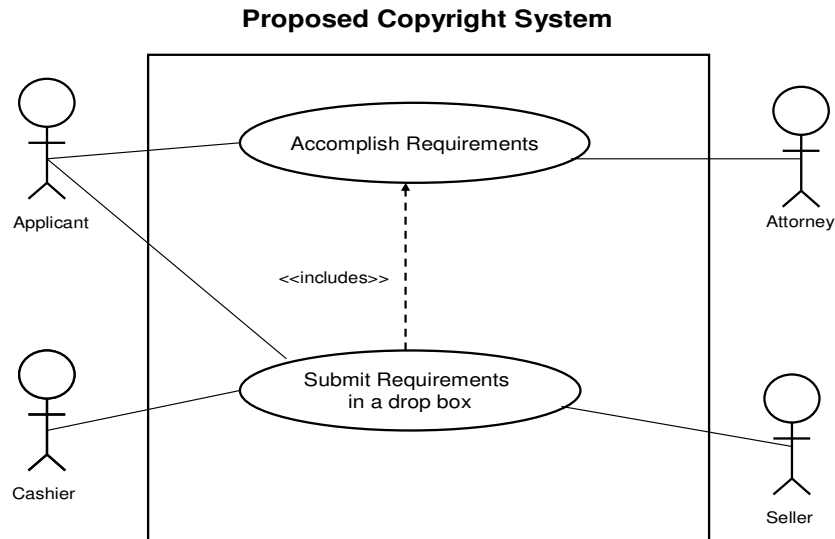 Proposed Copyright System
Accomplish Requirements
Applicant
Attorney
<<includes>>
Submit Requirements
in a drop box
Cashier
Seller